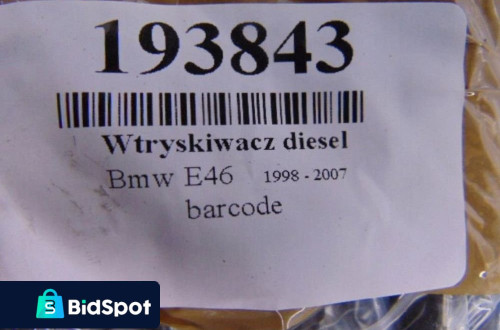 193843
Wtryskiwacz diesel
Bmw E46 1998 - 2007
barcode
S
BidSpot